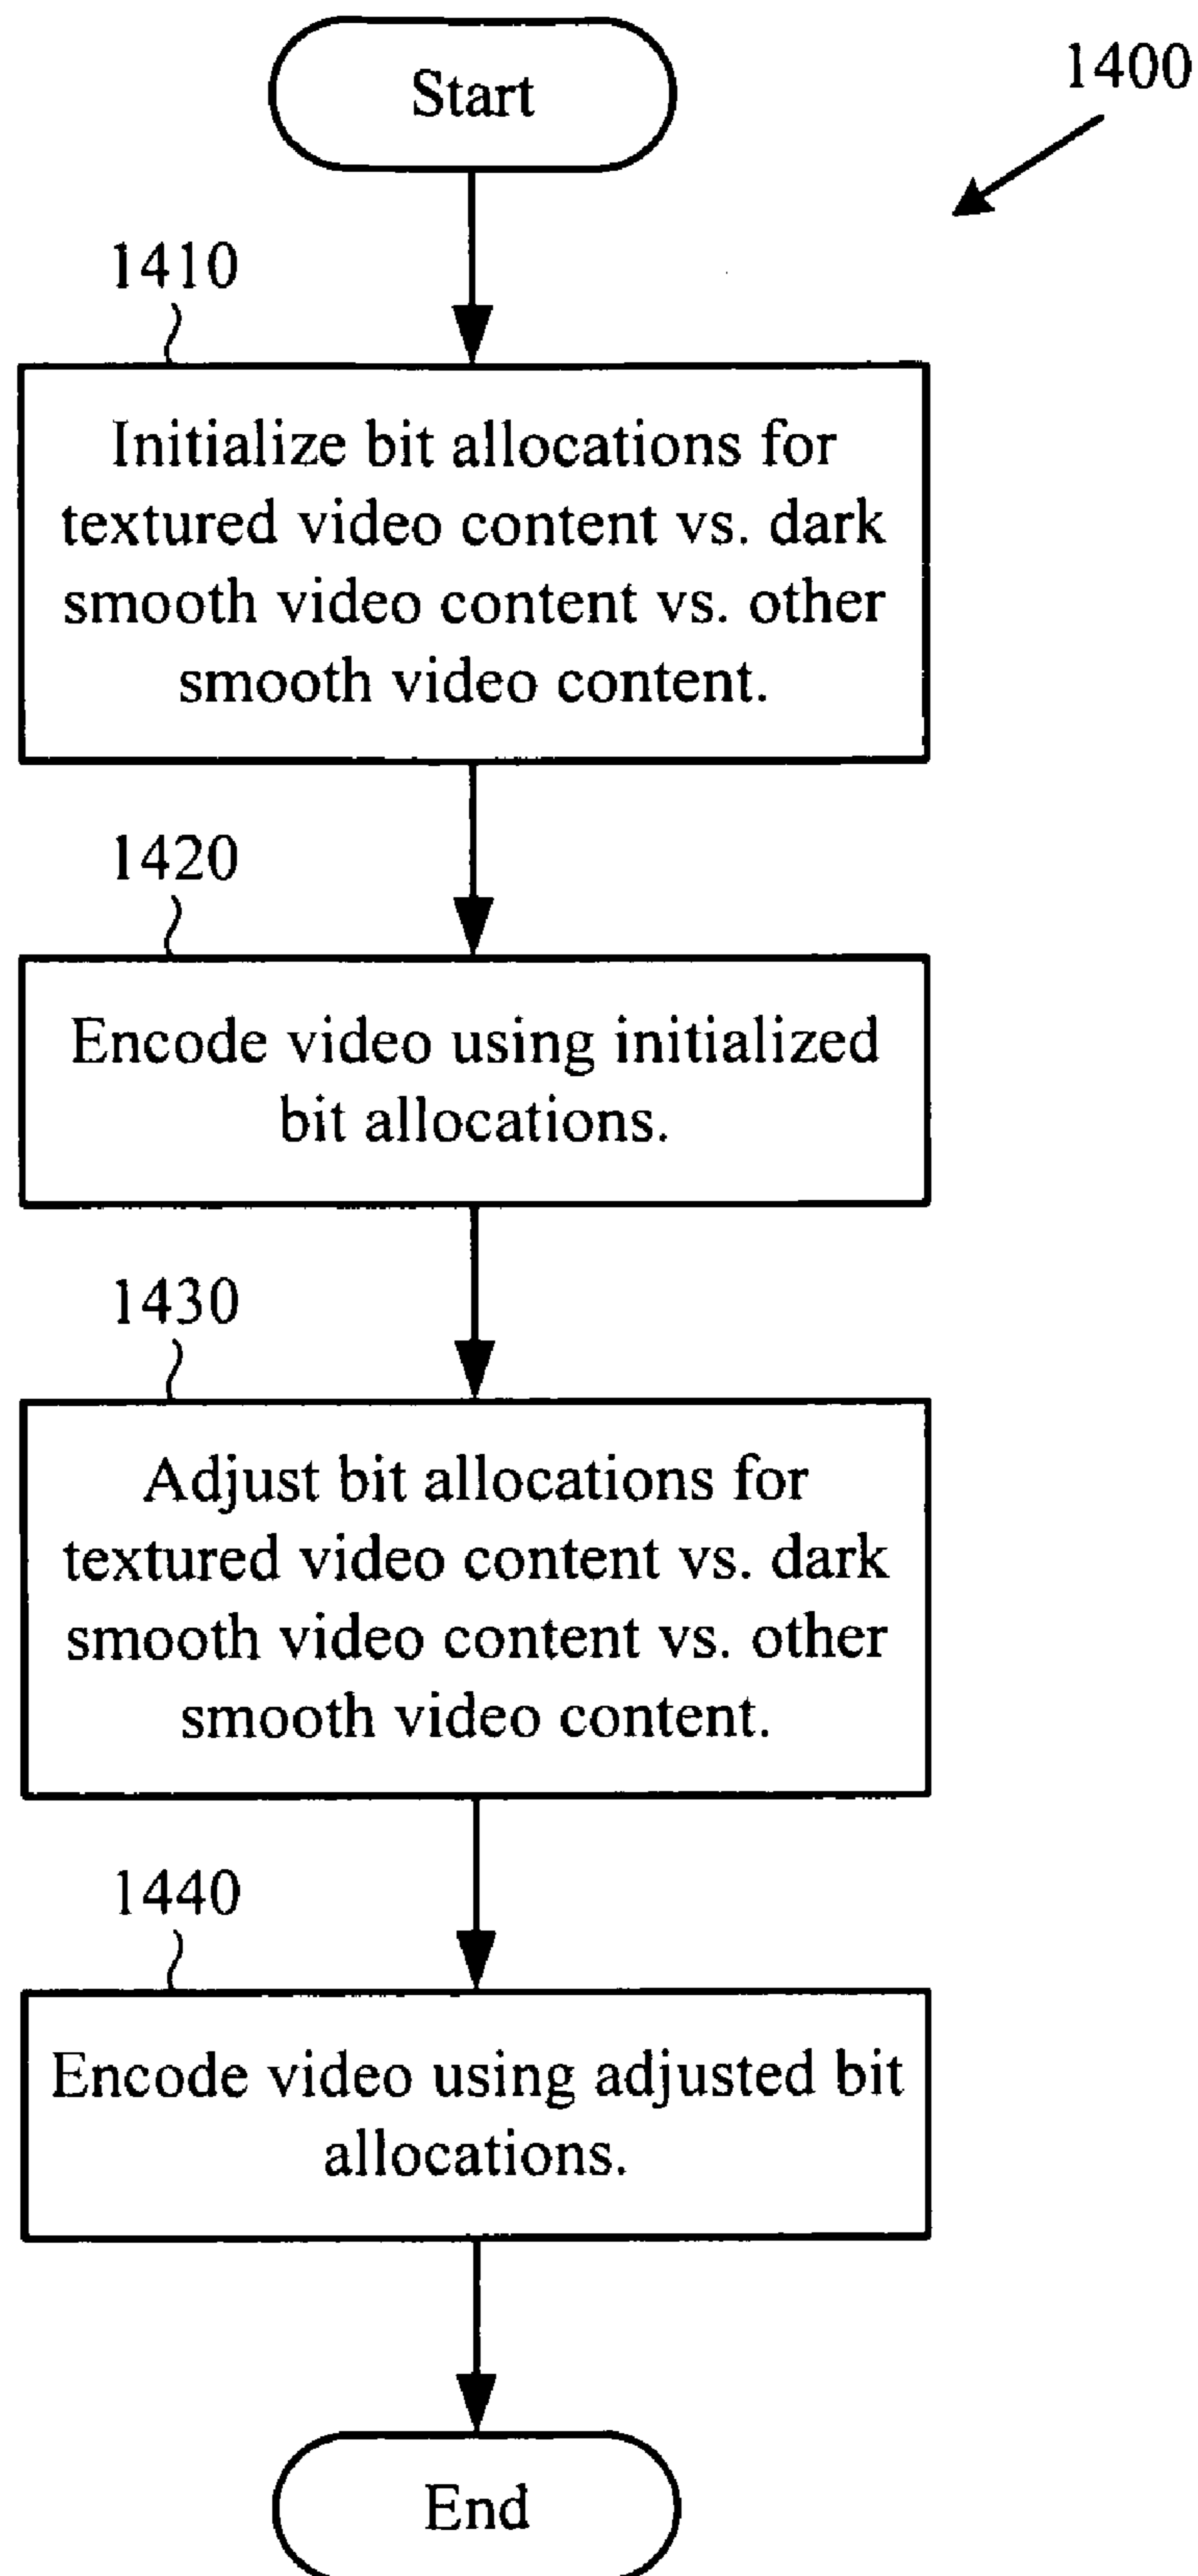 Start
1400
1410
Initialize bit allocations for
textured video content vs. dark
smooth video content vs. other
smooth video content.
1420
Encode video using initialized
bit allocations.
1430
Adjust bit allocations for
textured video content vs. dark
smooth video content vs. other
smooth video content.
1440
Encode video using adjusted bit
allocations.
End